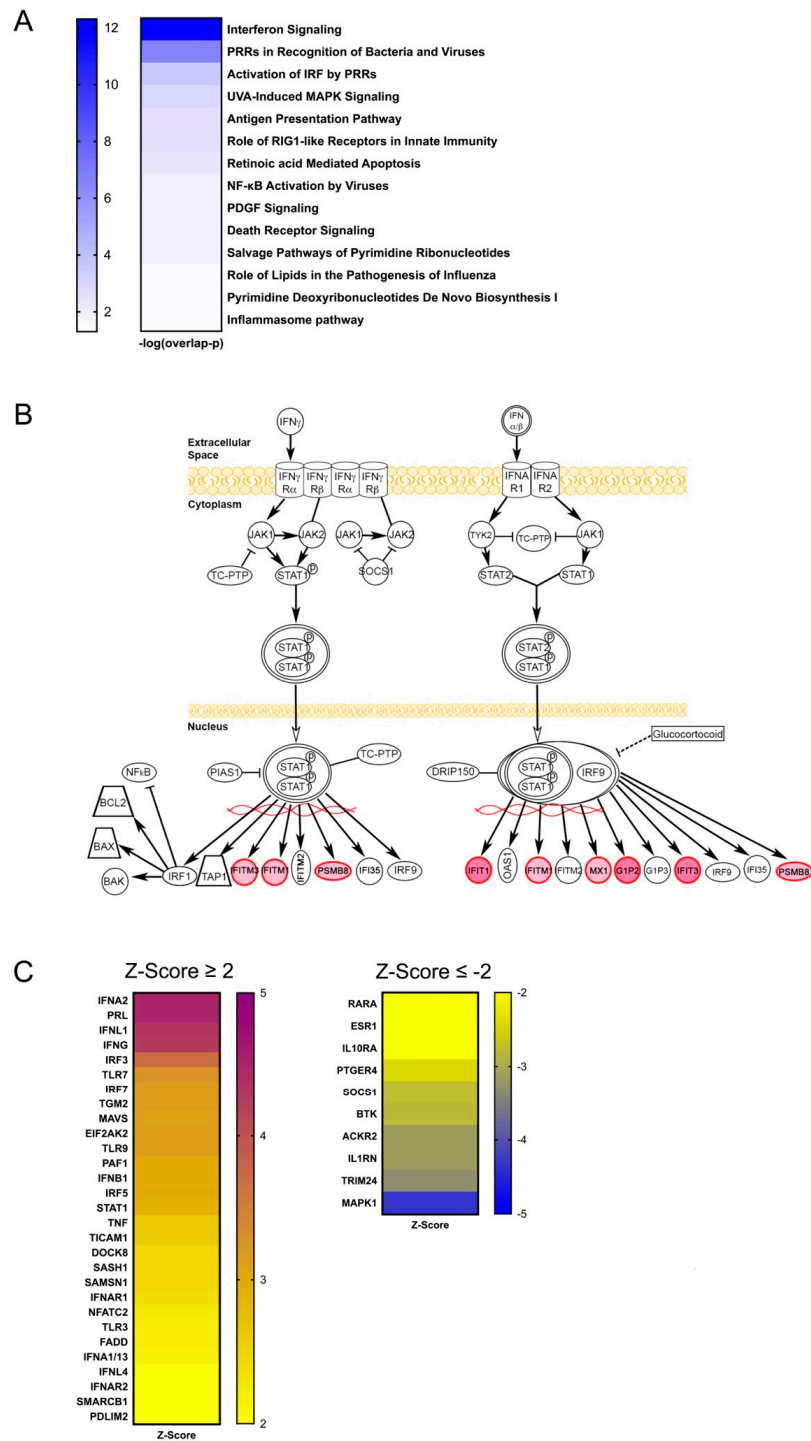 A
12
10
8
6
4
2
Interferon Signaling
PRRs in Recognition of Bacteria and Viruses
Activation of IRF by PRRs
UVA-Induced MAPK Signaling
Antigen Presentation Pathway
Role of RIG1-like Receptors in Innate Immunity
Retinoic acid Mediated Apoptosis
NF-κB Activation by Viruses
PDGF Signaling
Death Receptor Signaling
Salvage Pathways of Pyrimidine Ribonucleotides
Role of Lipids in the Pathogenesis of Influenza
Pyrimidine Deoxyribonucleotides De Novo Biosynthesis I
Inflammasome pathway
-log(overlap-p)
B
IFNγ
IFN
α/β
Extracellular
Space
IFNγ IFNγ IFNγ IFNγ
Rα Rβ Rα Rβ
IFNA IFNA
R1 R2
Cytoplasm
JAK1 JAK2 JAK1 JAK2
TYK2 TC-PTP JAK1
TC-PTP STAT1 p SOCS1
STAT2 STAT1
p
STAT1
p
STAT1
p
STAT2
p
STAT1
Nucleus
Glucocortocoid
NFkB
PIAS1
p
STAT1
p
STAT1
TC-PTP
DRIP150
p
STAT1
p
STAT1
IRF9
BCL2
BAX
BAK
IRF1
TAP1
IFITM3
IFITM1
IFITM2
PSMB8
IFI35
IRF9
IFIT1
OAS1
IFITM1
IFITM2
MX1
G1P2
G1P3
IFIT3
IRF9
IFI35
PSMB8
C
Z-Score ≥ 2
IFNA2
PRL
IFNL1
IFNG
IRF3
TLR7
IRF7
TGM2
MAVS
EIF2AK2
TLR9
PAF1
IFNB1
IRF5
STAT1
TNF
TICAM1
DOCK8
SASH1
SAMSN1
IFNAR1
NFATC2
TLR3
FADD
IFNA1/13
IFNL4
IFNAR2
SMARCB1
PDLIM2
Z-Score
5
4
3
2
Z-Score ≤ -2
RARA
ESR1
IL10RA
PTGER4
SOCS1
BTK
ACKR2
IL1RN
TRIM24
MAPK1
Z-Score
-2
-3
-4
-5